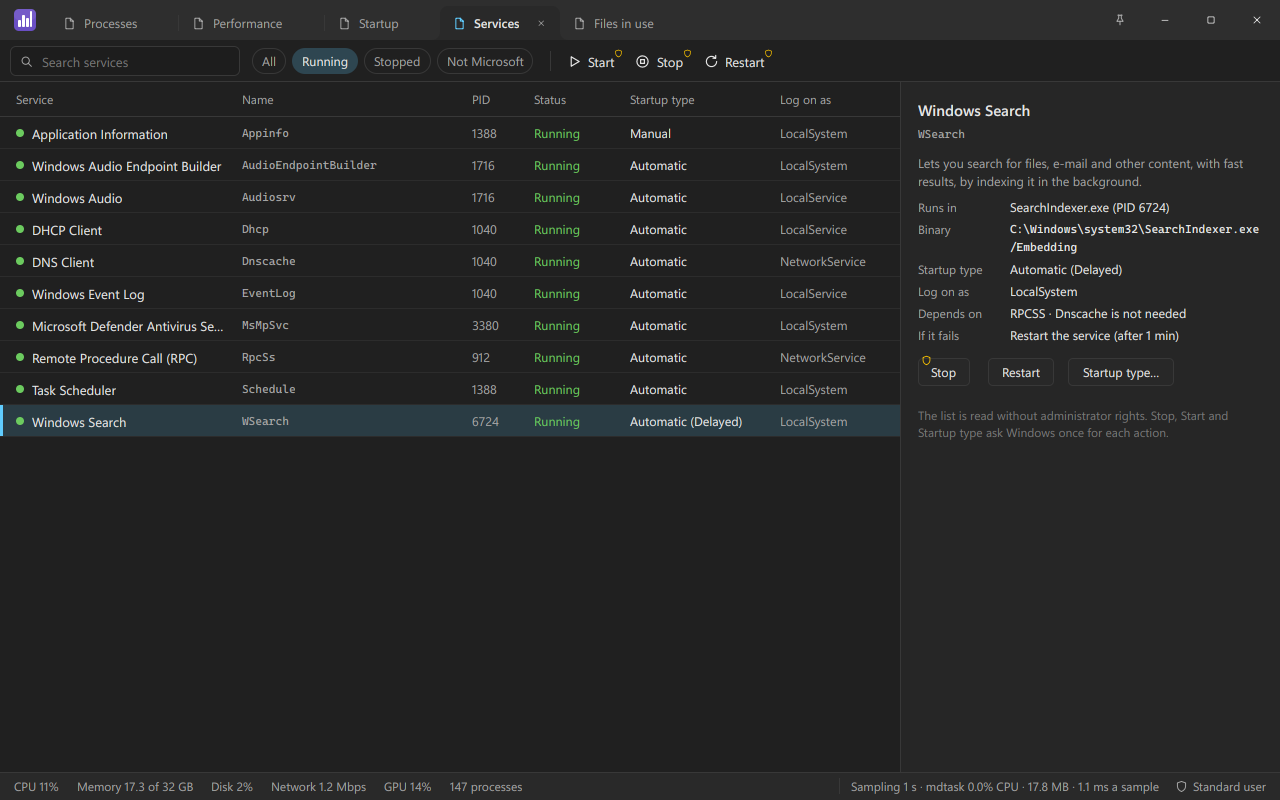 Processes Performance Startup Services Files in use
Search services All Running Stopped Not Microsoft Start Stop Restart
Service Name PID Status Startup type Log on as
Application Information Appinfo 1388 Running Manual LocalSystem
Windows Audio Endpoint Builder AudioEndpointBuilder 1716 Running Automatic LocalSystem
Windows Audio Audiosrv 1716 Running Automatic LocalService
DHCP Client Dhcp 1040 Running Automatic LocalService
DNS Client Dnscache 1040 Running Automatic NetworkService
Windows Event Log EventLog 1040 Running Automatic LocalService
Microsoft Defender Antivirus Se... MsMpSvc 3380 Running Automatic LocalSystem
Remote Procedure Call (RPC) RpcSs 912 Running Automatic NetworkService
Task Scheduler Schedule 1388 Running Automatic LocalSystem
Windows Search WSearch 6724 Running Automatic (Delayed) LocalSystem
Windows Search
WSearch
Lets you search for files, e-mail and other content, with fast
results, by indexing it in the background.
Runs in SearchIndexer.exe (PID 6724)
Binary C:\Windows\system32\SearchIndexer.exe
/Embedding
Startup type Automatic (Delayed)
Log on as LocalSystem
Depends on RPCSS · Dnscache is not needed
If it fails Restart the service (after 1 min)
Stop Restart Startup type...
The list is read without administrator rights. Stop, Start and
Startup type ask Windows once for each action.
CPU 11% Memory 17.3 of 32 GB Disk 2% Network 1.2 Mbps GPU 14% 147 processes Sampling 1 s · mdtask 0.0% CPU · 17.8 MB · 1.1 ms a sample Standard user